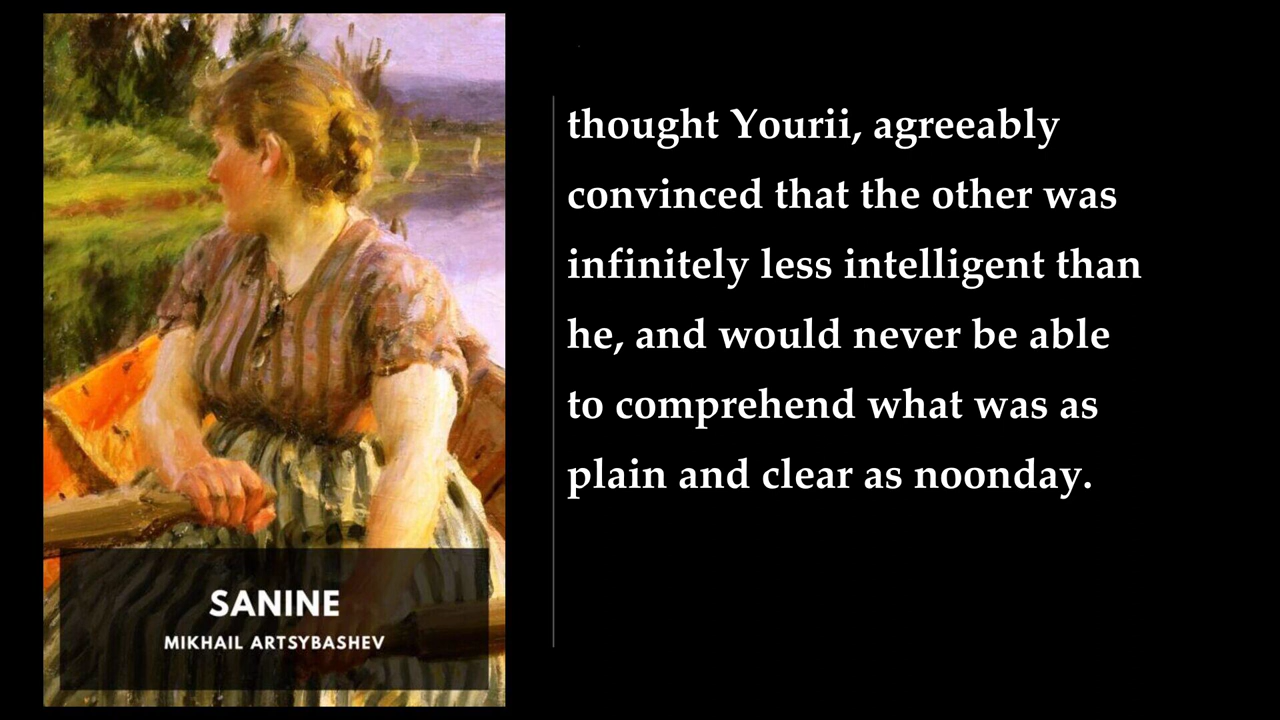 SANINE
MIKHAIL ARTSYBASHEV
thought Yourii, agreeably
convinced that the other was
infinitely less intelligent than
he, and would never be able
to comprehend what was as
plain and clear as noonday.